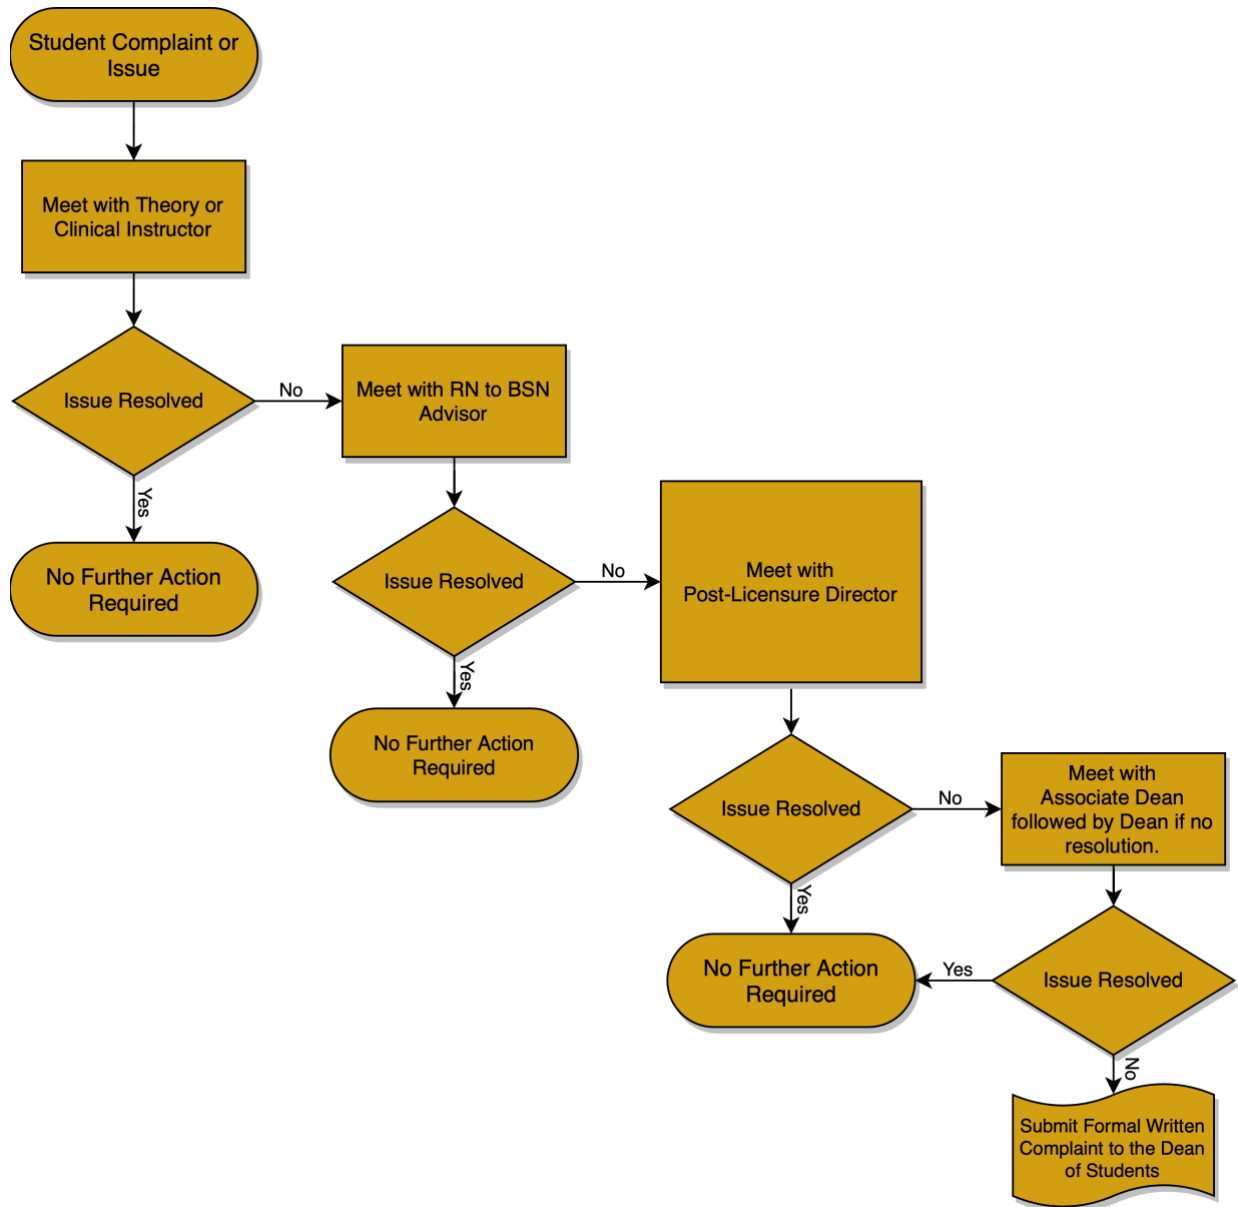 Student Complaint or
Issue
Meet with Theory or
Clinical Instructor
Issue Resolved
No
Meet with RN to BSN
Advisor
Yes
No Further Action
Required
Issue Resolved
No
Meet with
Post-Licensure Director
Yes
No Further Action
Required
Issue Resolved
No
Meet with
Associate Dean
followed by Dean if no
resolution.
Yes
No Further Action
Required
Yes
Issue Resolved
No
Submit Formal Written
Complaint to the Dean
of Students